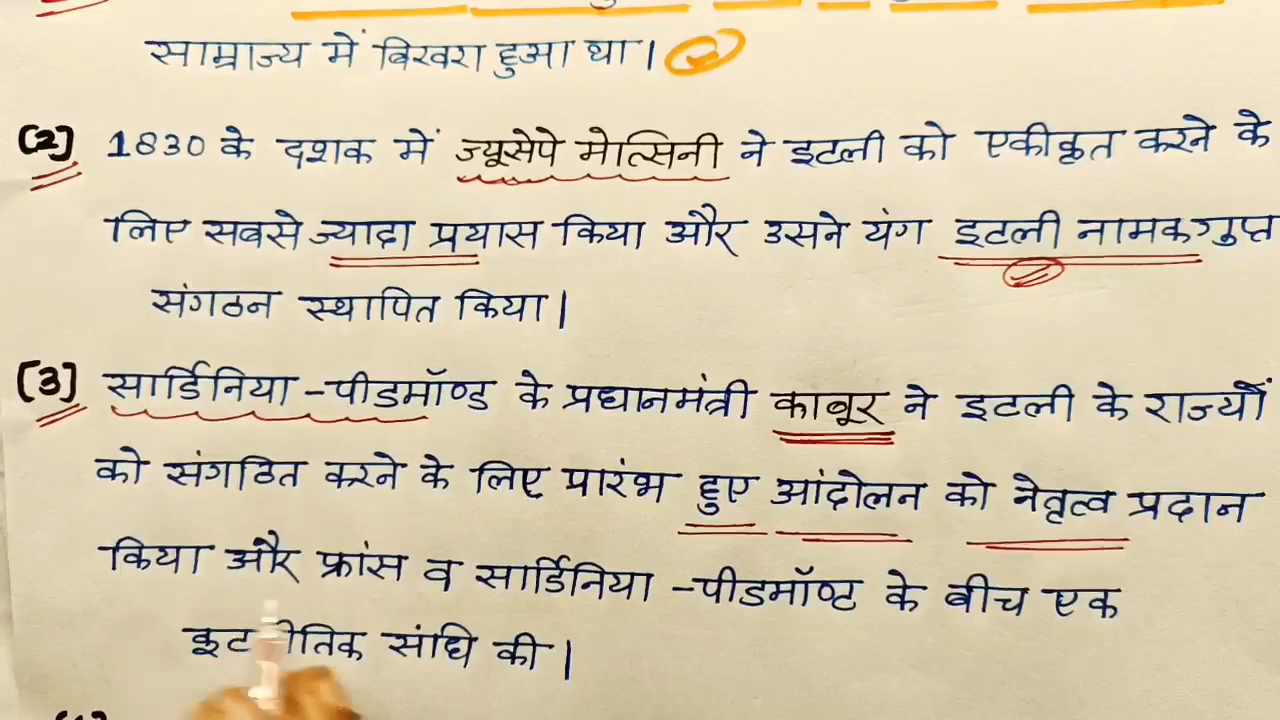 साम्राज्य में बिखरा हुआ था।
(2) 1830 के दशक में ज्यूसेपे मेत्सिनी ने इटली को एकीकृत करने के
लिए सबसे ज्यादा प्रयास किया और उसने यंग इटली नामक गुप्त
संगठन स्थापित किया।
(3) सार्डिनिया-पीडमॉण्ड के प्रधानमंत्री काबूर ने इटली के राज्यों
को संगठित करने के लिए प्रारंभ हुए आंदोलन को नेतृत्व प्रदान
किया और फ्रांस व सार्डिनिया-पीडमॉण्ट के बीच एक
संधि की।